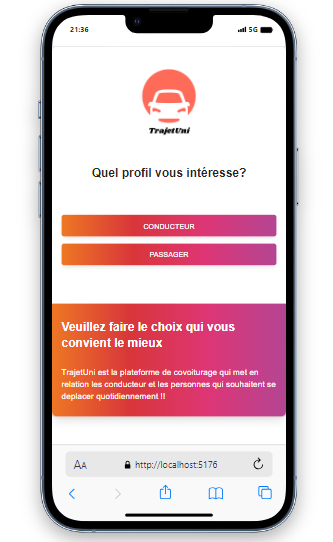 21:36
5G
TrajetUni
Quel profil vous intéresse?
CONDUCTEUR
PASSAGER
Veuillez faire le choix qui vous
convient le mieux
TrajetUni est la plateforme de covoiturage qui met en
relation les conducteur et les personnes qui souhaitent se
deplacer quotidiennement !!
AA
http://localhost:5176